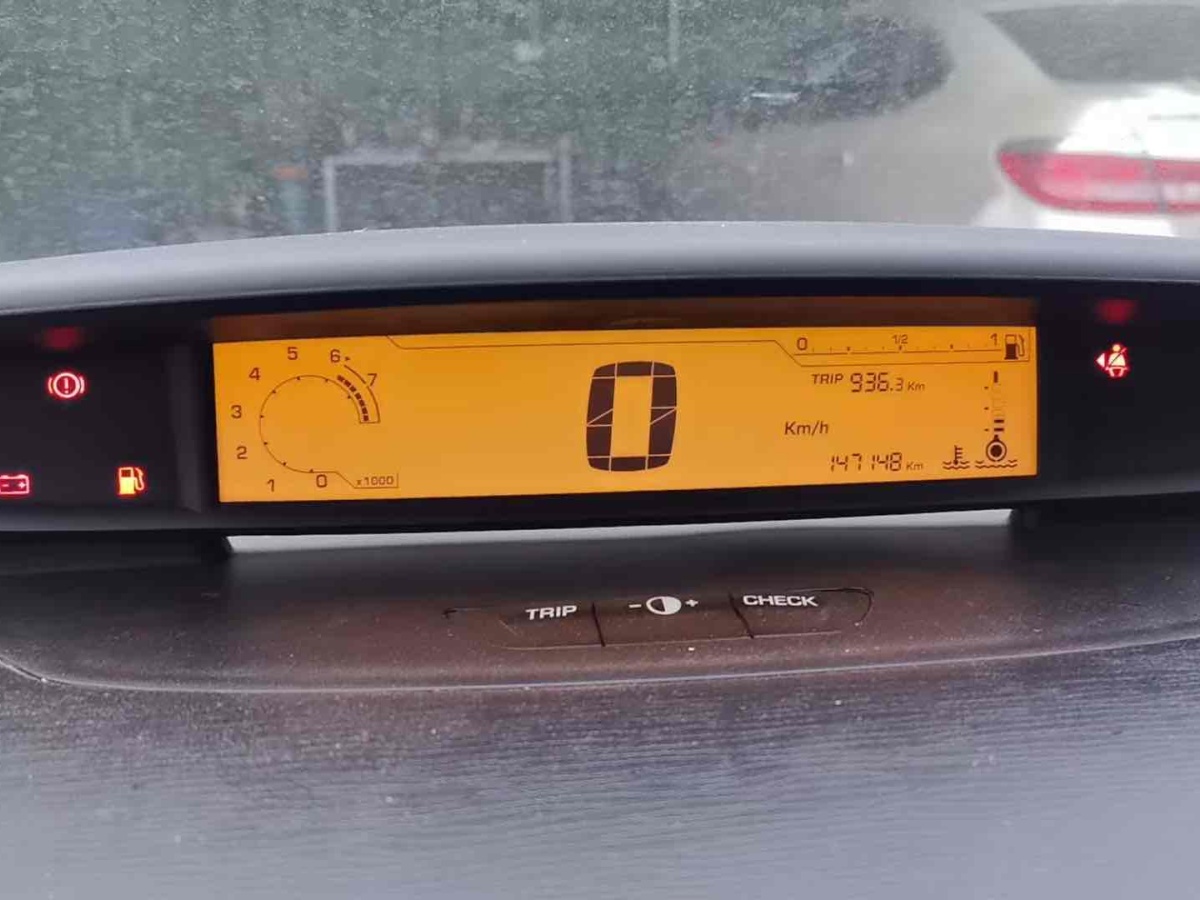 0 1 2 3 4 5 6 7
x1000
0
Km/h
0 1/2 1
TRIP 936.3 Km
147148 Km
TRIP - + CHECK